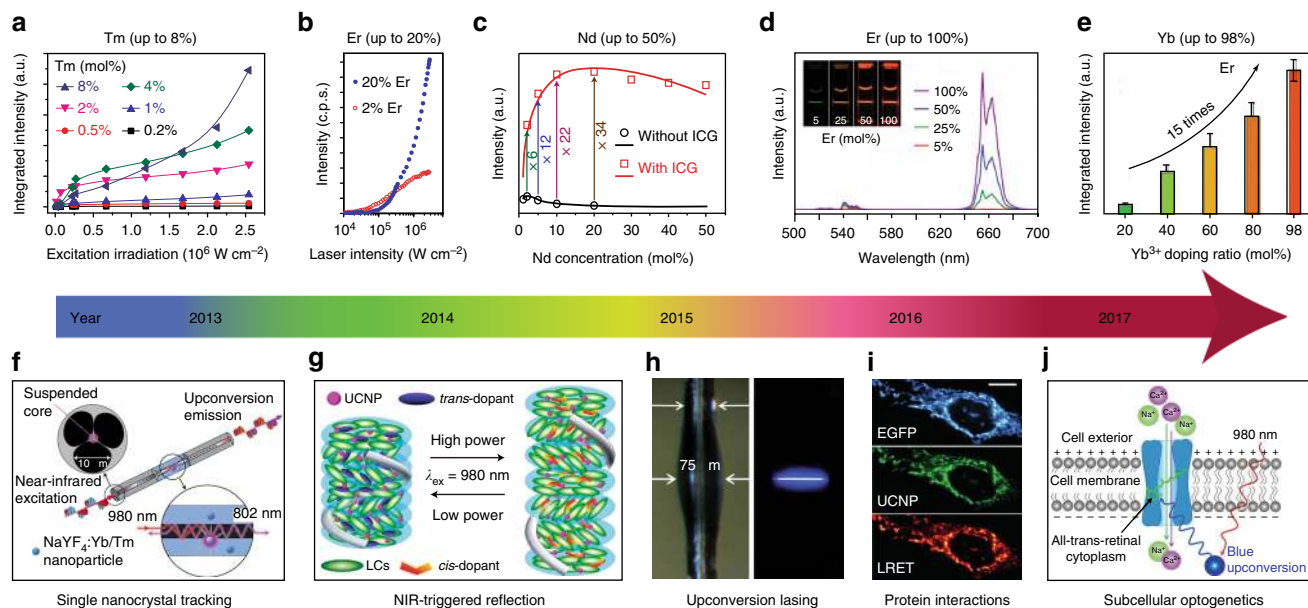 a
Tm (up to 8%)
Integrated intensity (a.u.)
Tm (mol%)
8%
4%
2%
1%
0.5%
0.2%
0.0 0.5 1.0 1.5 2.0 2.5
Excitation irradiation (10⁶ W cm⁻²)
b
Er (up to 20%)
Intensity (c.p.s.)
20% Er
2% Er
10⁴ 10⁵ 10⁶
Laser intensity (W cm⁻²)
c
Nd (up to 50%)
Intensity (a.u.)
× 6
× 12
× 22
× 34
Without ICG
With ICG
0 10 20 30 40 50
Nd concentration (mol%)
d
Er (up to 100%)
Intensity (a.u.)
5 25 50 100
Er (mol%)
100%
50%
25%
5%
500 540 580 620 660 700
Wavelength (nm)
e
Yb (up to 98%)
Integrated intensity (a.u.)
Er
15 times
20 40 60 80 98
Yb³⁺ doping ratio (mol%)
Year 2013 2014 2015 2016 2017
f
Suspended
core
10 m
Upconversion
emission
Near-infrared
excitation
980 nm
802 nm
NaYF₄:Yb/Tm
nanoparticle
Single nanocrystal tracking
g
UCNP
trans-dopant
High power
λex = 980 nm
Low power
LCs
cis-dopant
NIR-triggered reflection
h
75 m
Upconversion lasing
i
EGFP
UCNP
LRET
Protein interactions
j
Ca²⁺
Na⁺
Ca²⁺
Na⁺
Cell exterior
980 nm
+ + + + + + + + + + +
Cell membrane
All-trans-retinal
cytoplasm
Na⁺
Ca²⁺
Blue
upconversion
Subcellular optogenetics